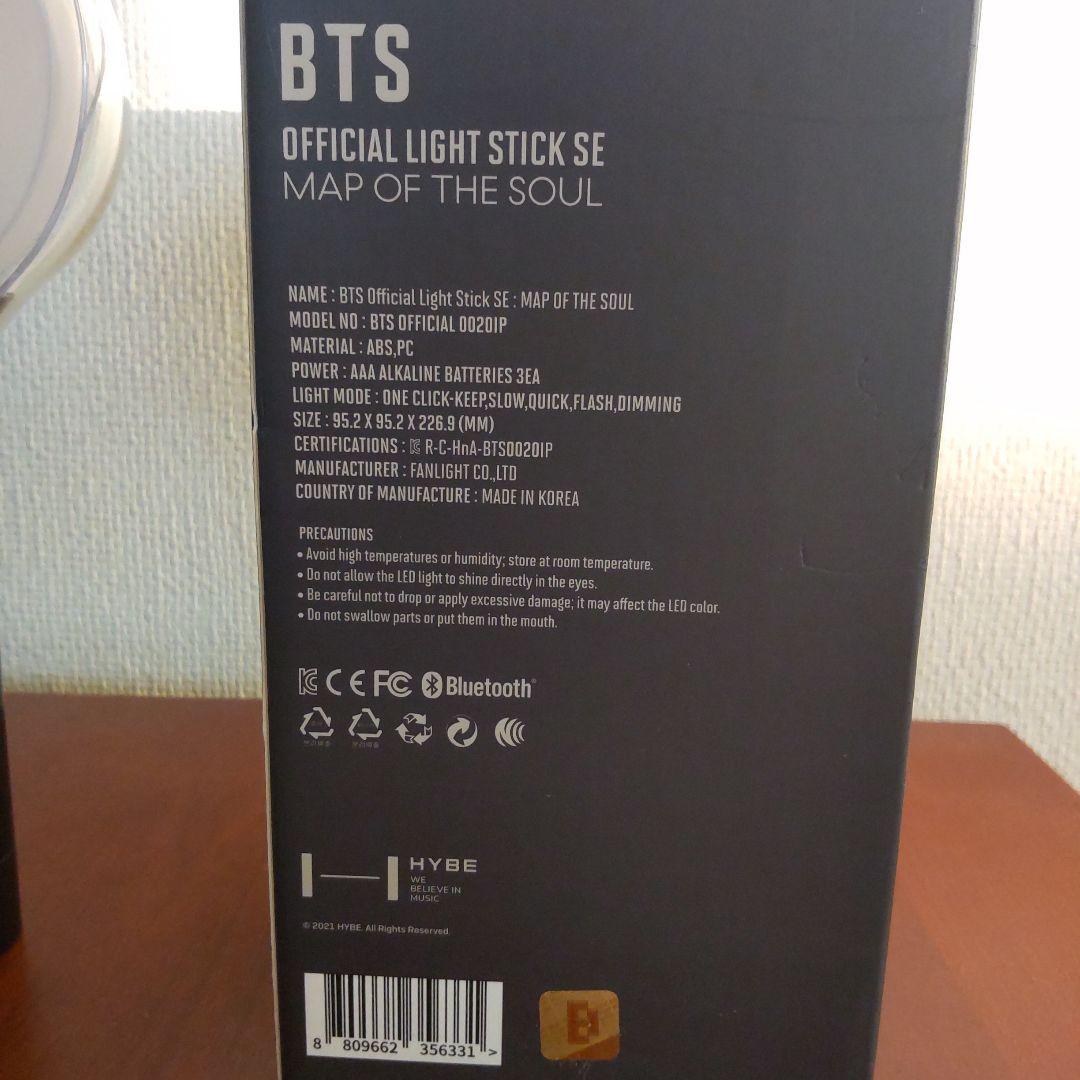 BTS
OFFICIAL LIGHT STICK SE
MAP OF THE SOUL
NAME : BTS Official Light Stick SE : MAP OF THE SOUL
MODEL NO : BTS OFFICIAL 00201P
MATERIAL : ABS,PC
POWER : AAA ALKALINE BATTERIES 3EA
LIGHT MODE : ONE CLICK-KEEP,SLOW,QUICK,FLASH,DIMMING
SIZE : 95.2 X 95.2 X 226.9 (MM)
CERTIFICATIONS : R-C-HnA-BTS00201P
MANUFACTURER : FANLIGHT CO.,LTD
COUNTRY OF MANUFACTURE : MADE IN KOREA
PRECAUTIONS
• Avoid high temperatures or humidity; store at room temperature.
• Do not allow the LED light to shine directly in the eyes.
• Be careful not to drop or apply excessive damage; it may affect the LED color.
• Do not swallow parts or put them in the mouth.
CE FC Bluetooth
HYBE
WE
BELIEVE IN
MUSIC
© 2021 HYBE. All Rights Reserved.
8 809662 356331 >